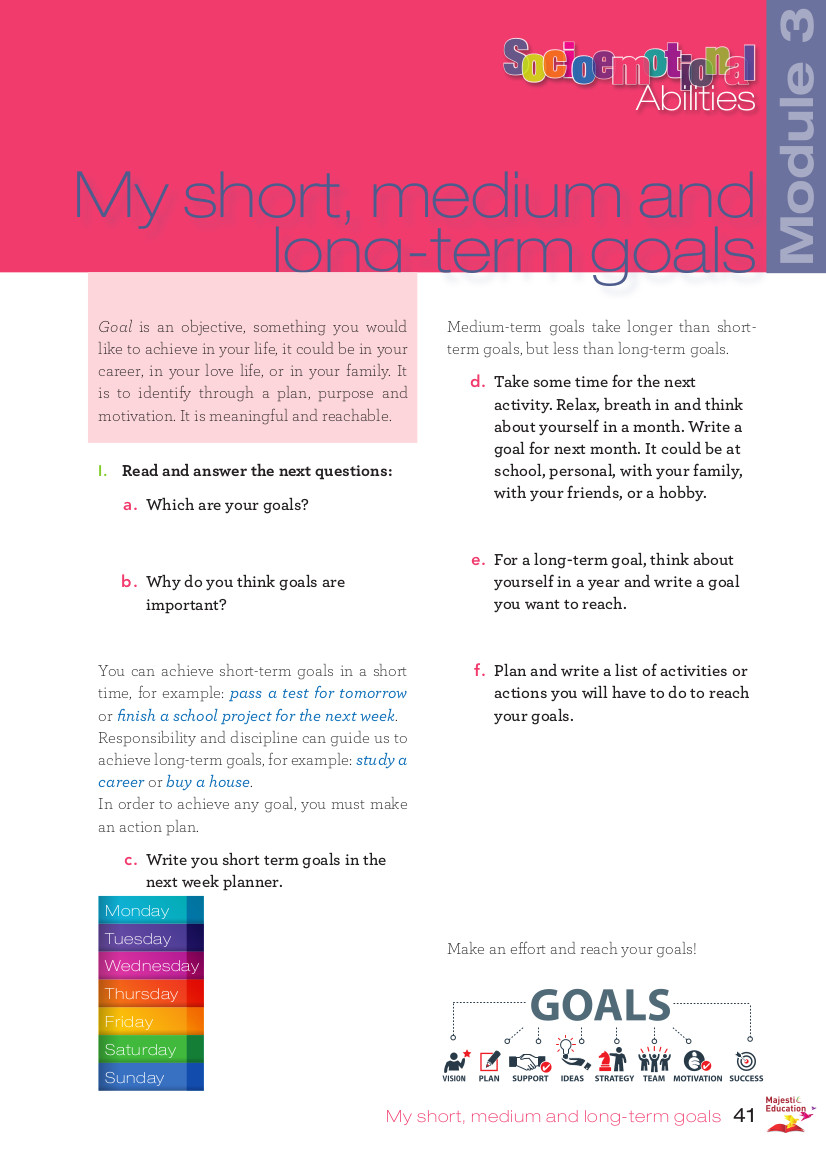 Socioemotional
Abilities
Module 3
My short, medium and
long-term goals
Goal is an objective, something you would
like to achieve in your life, it could be in your
career, in your love life, or in your family. It
is to identify through a plan, purpose and
motivation. It is meaningful and reachable.
I. Read and answer the next questions:
a. Which are your goals?
b. Why do you think goals are
important?
You can achieve short-term goals in a short
time, for example: pass a test for tomorrow
or finish a school project for the next week.
Responsibility and discipline can guide us to
achieve long-term goals, for example: study a
career or buy a house.
In order to achieve any goal, you must make
an action plan.
c. Write you short term goals in the
next week planner.
Monday
Tuesday
Wednesday
Thursday
Friday
Saturday
Sunday
Medium-term goals take longer than short-
term goals, but less than long-term goals.
d. Take some time for the next
activity. Relax, breath in and think
about yourself in a month. Write a
goal for next month. It could be at
school, personal, with your family,
with your friends, or a hobby.
e. For a long-term goal, think about
yourself in a year and write a goal
you want to reach.
f. Plan and write a list of activities or
actions you will have to do to reach
your goals.
Make an effort and reach your goals!
GOALS
VISION PLAN SUPPORT IDEAS STRATEGY TEAM MOTIVATION SUCCESS
My short, medium and long-term goals 41
Majestic
Education